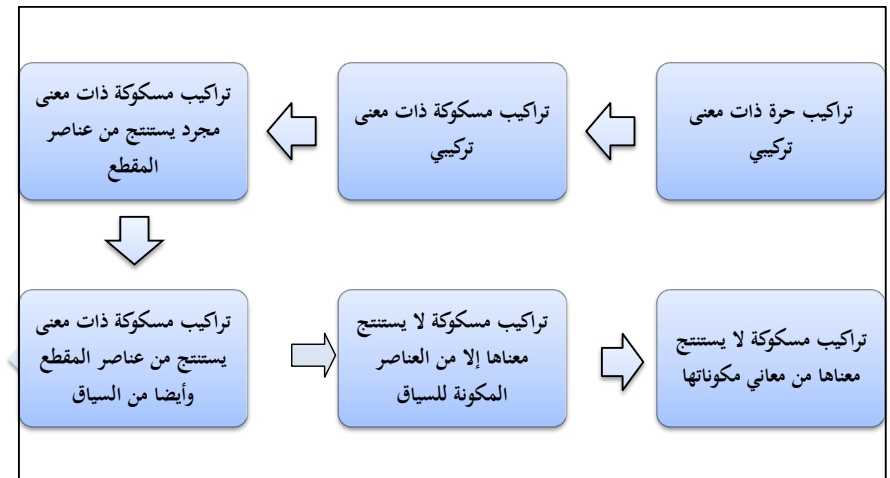 تراكيب حرة ذات معنى
تركيبي
تراكيب مسكوكة ذات معنى
تركيبي
تراكيب مسكوكة ذات معنى
مجرد يستنتج من عناصر
المقطع
تراكيب مسكوكة ذات معنى
يستنتج من عناصر المقطع
وأيضا من السياق
تراكيب مسكوكة لا يستنتج
معناها إلا من العناصر
المكونة للسياق
تراكيب مسكوكة لا يستنتج
معناها من معاني مكوناتها